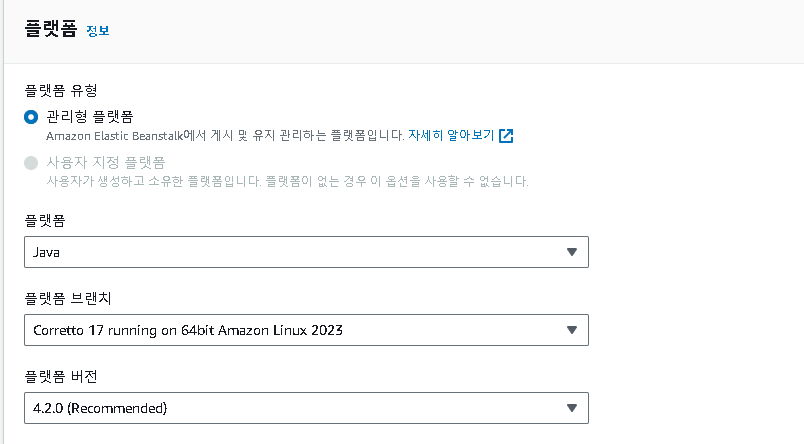 플랫폼 정보
플랫폼 유형
관리형 플랫폼
Amazon Elastic Beanstalk에서 게시 및 유지 관리하는 플랫폼입니다. 자세히 알아보기
사용자 지정 플랫폼
사용자가 생성하고 소유한 플랫폼입니다. 플랫폼이 없는 경우 이 옵션을 사용할 수 없습니다.
플랫폼
Java
플랫폼 브랜치
Corretto 17 running on 64bit Amazon Linux 2023
플랫폼 버전
4.2.0 (Recommended)